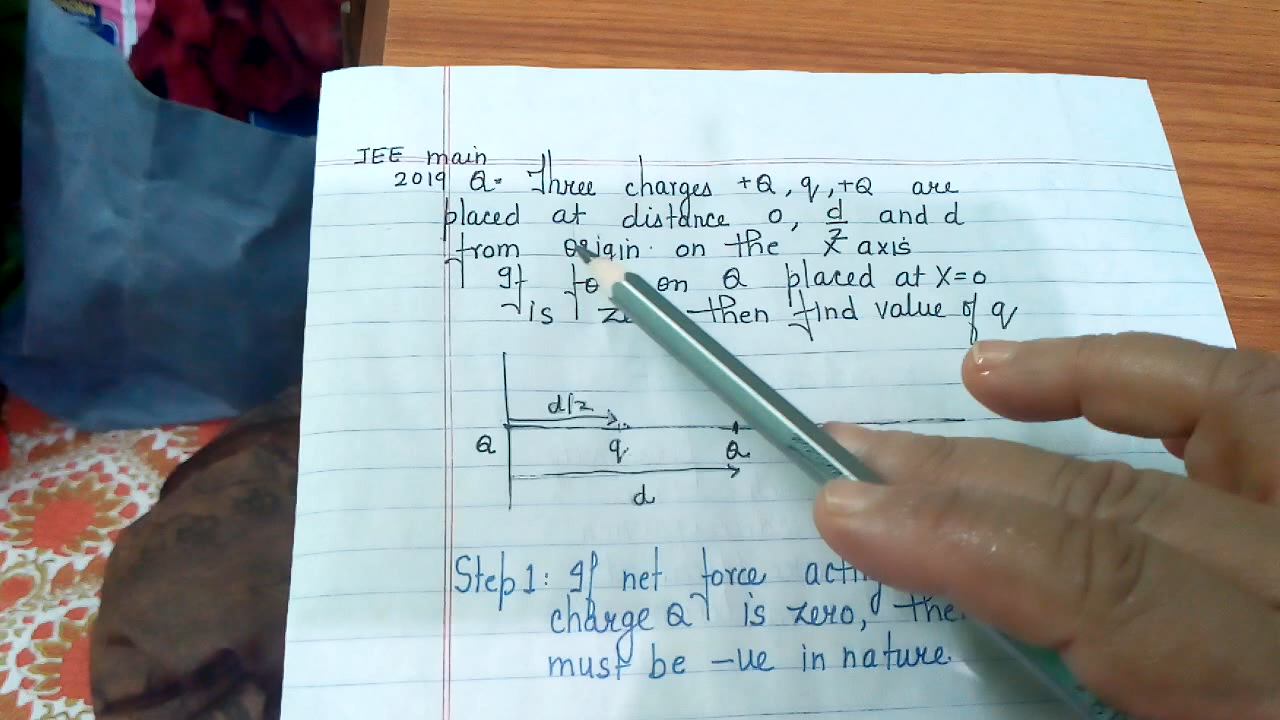 JEE main
2019 Q. Three charges +Q, q, +Q are
placed at distance 0, d/2 and d
from origin on the X axis
If on Q placed at X=0
is then find value of q
d/2
Q q Q
d
Step 1: If net force
charge Q is zero,
must be -ve in nature.